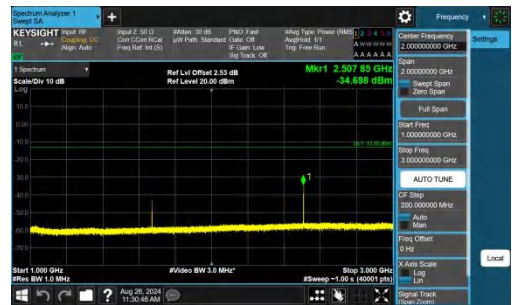 Spectrum Analyzer 1
Swept SA
Frequency
KEYSIGHT
Input: RF
Coupling: DC
Align: Auto
Input Z: 50 Ω
Corr CCorr RCal
Freq Ref: Int (S)
#Atten: 30 dB
µW Path: Standard
PNO: Fast
Gate: Off
IF Gain: Low
Sig Track: Off
#Avg Type: Power (RMS
Avg|Hold: 1/1
Trig: Free Run
1 2 3 4 5 6
A W W W W W
A A A A A A
1 Spectrum
Scale/Div 10 dB
Log
Ref Lvl Offset 2.53 dB
Ref Level 20.00 dBm
Mkr1 2.507 85 GHz
-34.698 dBm
10.0
0.00
-10.0
-20.0
-30.0
-40.0
-50.0
-60.0
-70.0
1
Start 1.000 GHz
#Res BW 1.0 MHz
#Video BW 3.0 MHz*
Stop 3.000 GHz
#Sweep ~1.00 s (40001 pts)
Aug 26, 2024
11:30:46 AM
Center Frequency
2.000000000 GHz
Span
2.00000000 GHz
Swept Span
Zero Span
Full Span
Start Freq
1.000000000 GHz
Stop Freq
3.000000000 GHz
AUTO TUNE
CF Step
200.000000 MHz
Auto
Man
Freq Offset
0 Hz
X Axis Scale
Log
Lin
Signal Track
(Span Zoom)
Settings
Local